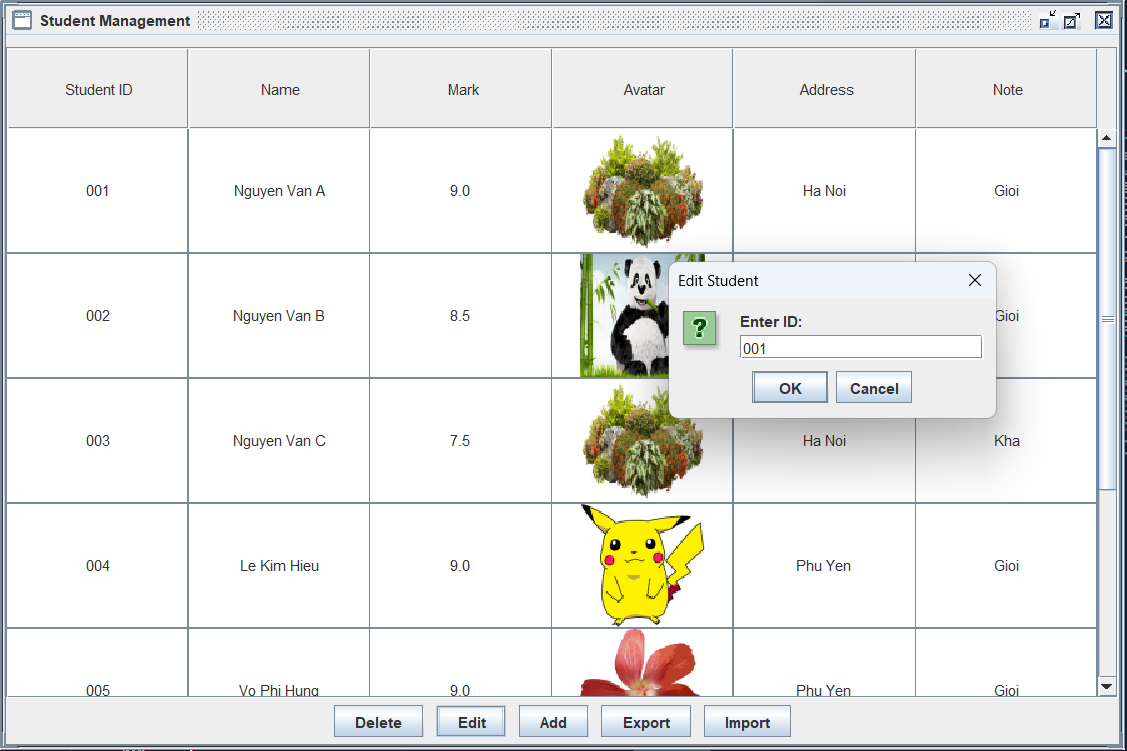 Student Management
Student ID Name Mark Avatar Address Note
001 Nguyen Van A 9.0 Ha Noi Gioi
002 Nguyen Van B 8.5 Gioi
Edit Student
?
Enter ID:
001
OK Cancel
003 Nguyen Van C 7.5 Ha Noi Kha
004 Le Kim Hieu 9.0 Phu Yen Gioi
005 Vo Phi Hung 9.0 Phu Yen Gioi
Delete Edit Add Export Import